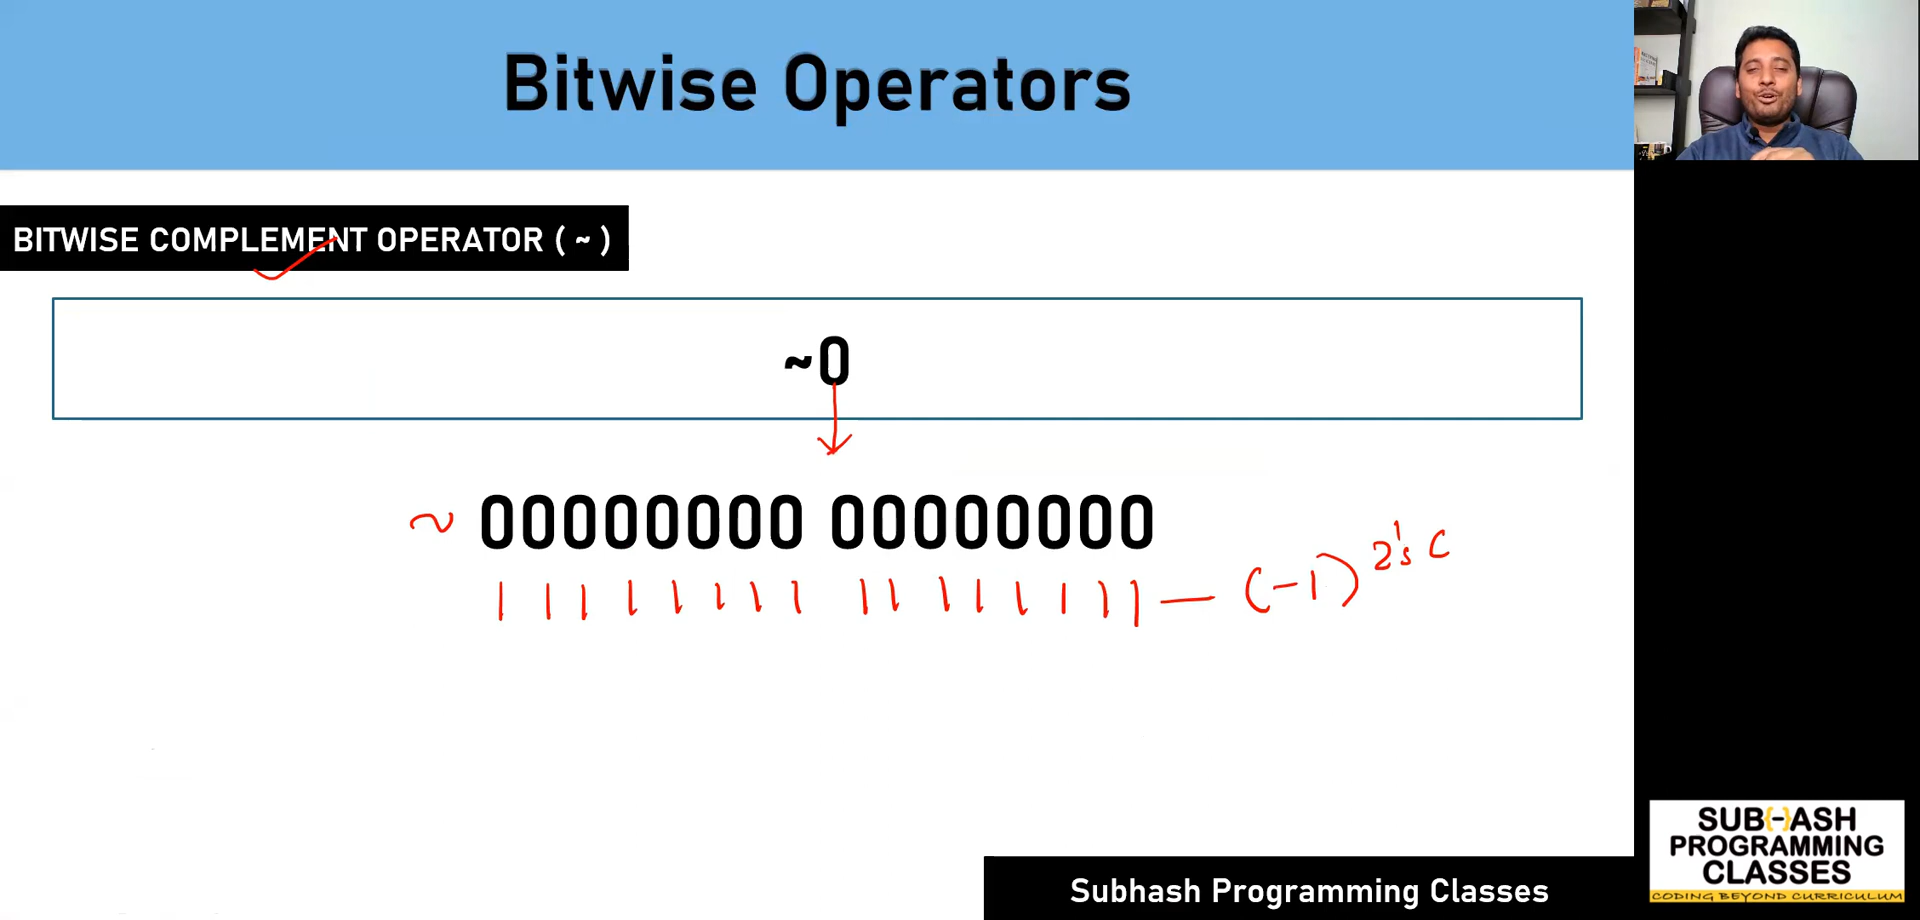 Bitwise Operators
BITWISE COMPLEMENT OPERATOR ( ~ )
~0
~ 00000000 00000000
11111111 11111111 — (-1) 2's C
Subhash Programming Classes
SUBHASH
PROGRAMMING
CLASSES
CODING BEYOND CURRICULUM